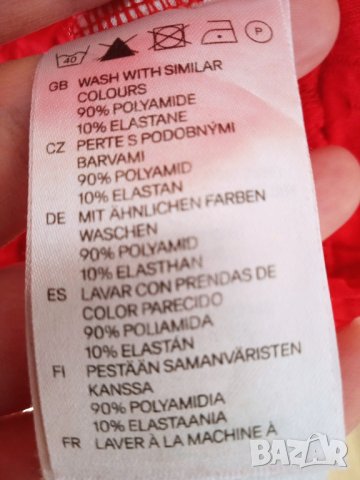 40 P
GB WASH WITH SIMILAR
COLOURS
90% POLYAMIDE
10% ELASTANE
CZ PERTE S PODOBNÝMI
BARVAMI
90% POLYAMID
10% ELASTAN
DE MIT ÄHNLICHEN FARBEN
WASCHEN
90% POLYAMID
10% ELASTHAN
ES LAVAR CON PRENDAS DE
COLOR PARECIDO
90% POLIAMIDA
10% ELASTÁN
FI PESTÄÄN SAMANVÄRISTEN
KANSSA
90% POLYAMIDIA
10% ELASTAANIA
FR LAVER À LA MACHINE À
bazar.bg